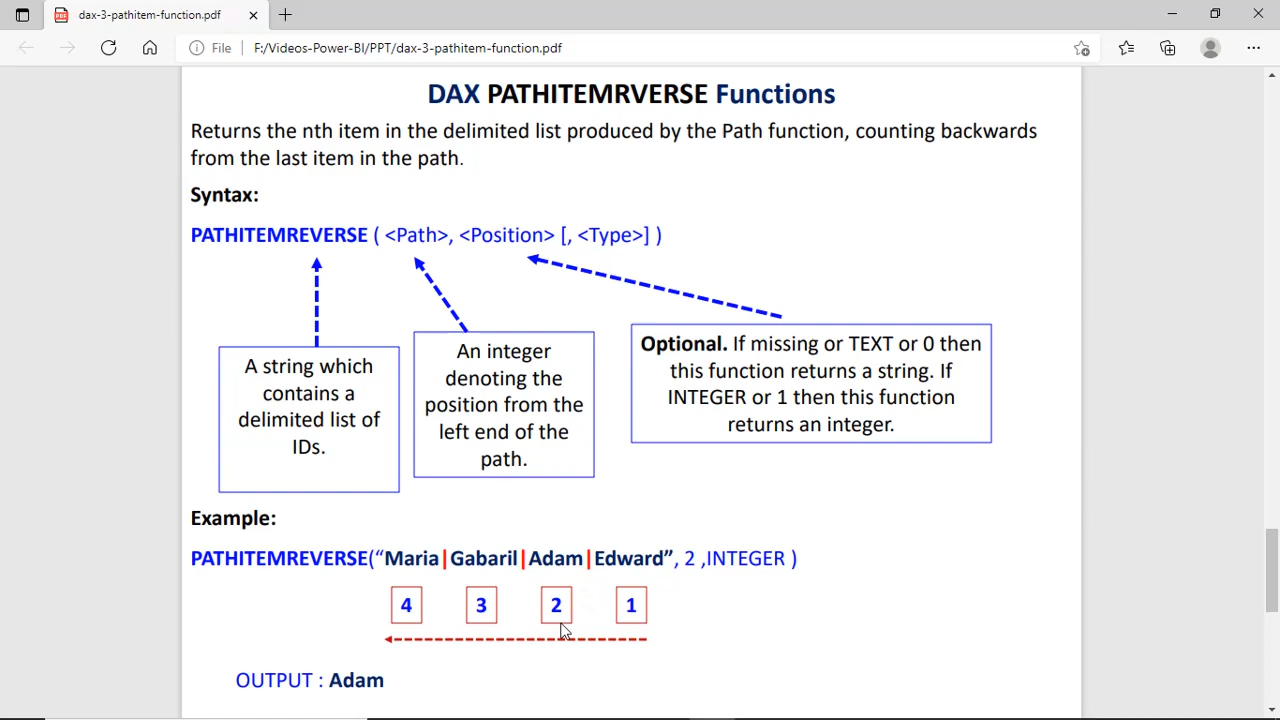 dax-3-pathitem-function.pdf
File
F:/Videos-Power-BI/PPT/dax-3-pathitem-function.pdf
DAX PATHITEMRVERSE Functions
Returns the nth item in the delimited list produced by the Path function, counting backwards
from the last item in the path.
Syntax:
PATHITEMREVERSE ( <Path>, <Position> [, <Type>] )
A string which
contains a
delimited list of
IDs.
An integer
denoting the
position from the
left end of the
path.
Optional. If missing or TEXT or 0 then
this function returns a string. If
INTEGER or 1 then this function
returns an integer.
Example:
PATHITEMREVERSE(“Maria|Gabaril|Adam|Edward”, 2 ,INTEGER )
4 3 2 1
OUTPUT : Adam